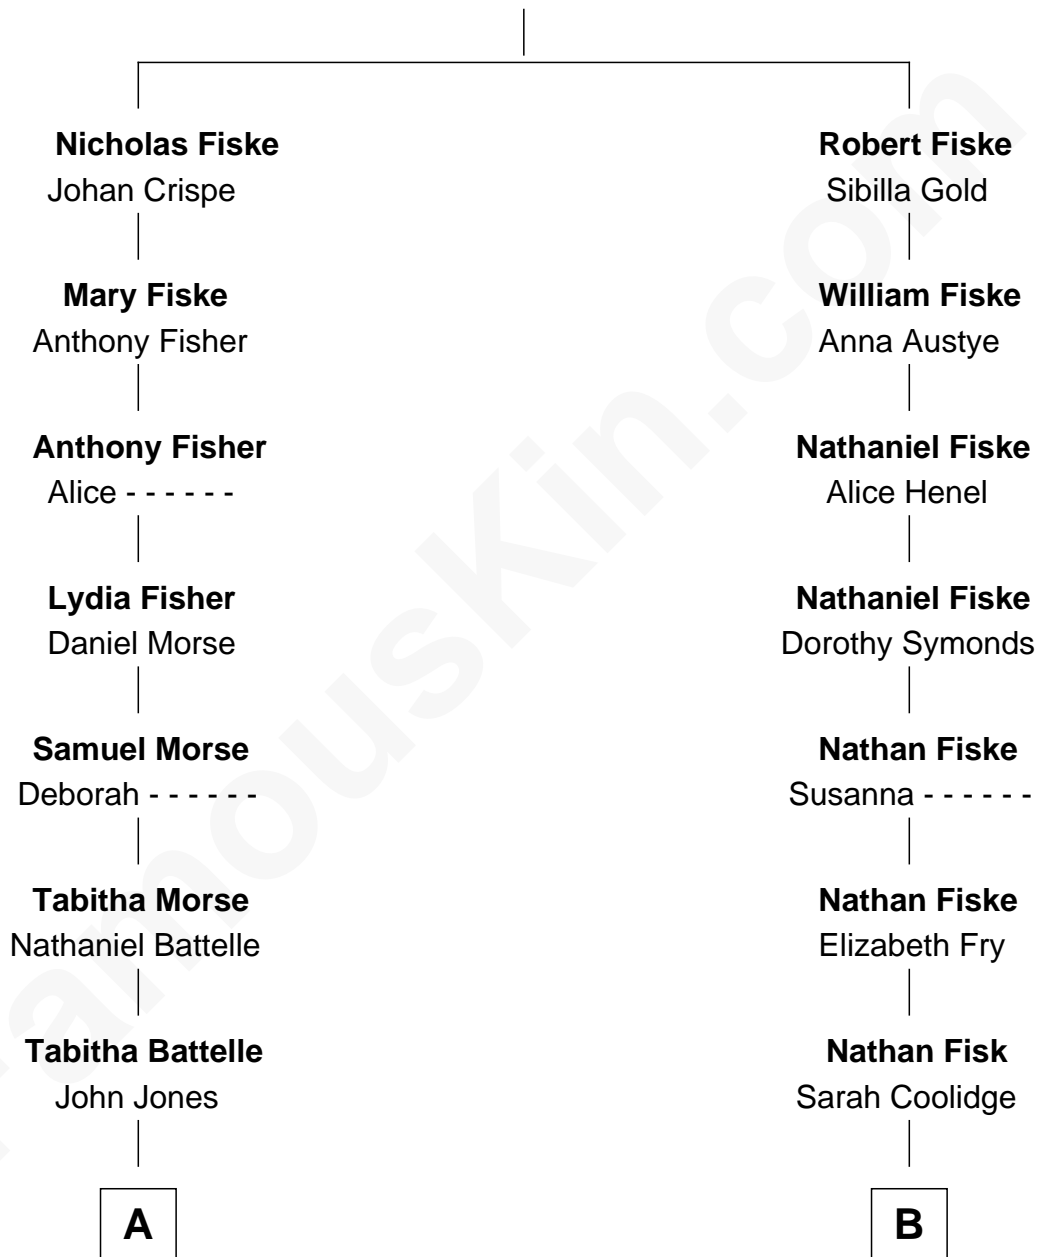 Nicholas Fiske
Johan Crispe
Mary Fiske
Anthony Fisher
Anthony Fisher
Alice - - - - - -
Lydia Fisher
Daniel Morse
Samuel Morse
Deborah - - - - - -
Tabitha Morse
Nathaniel Battelle
Tabitha Battelle
John Jones
A
Robert Fiske
Sibilla Gold
William Fiske
Anna Austye
Nathaniel Fiske
Alice Henel
Nathaniel Fiske
Dorothy Symonds
Nathan Fiske
Susanna - - - - - -
Nathan Fiske
Elizabeth Fry
Nathan Fisk
Sarah Coolidge
B
FamousKin.com